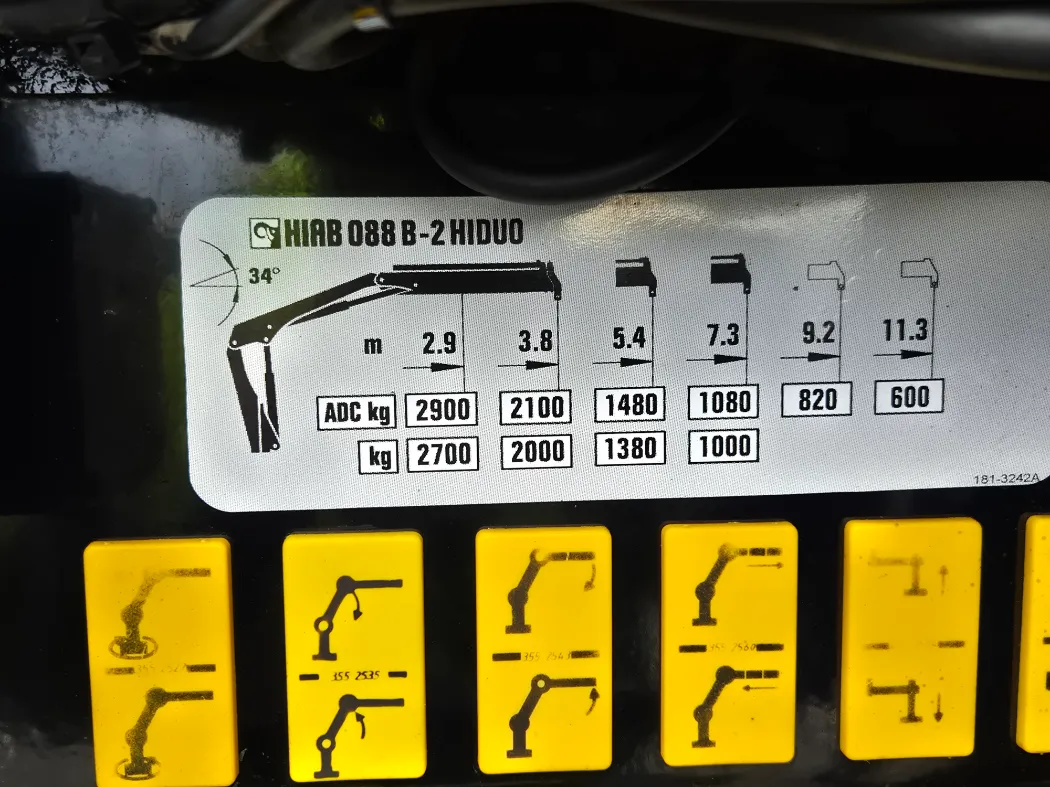 HIAB 088 B-2 HIDUO
34°
m 2.9 3.8 5.4 7.3 9.2 11.3
ADC kg 2900 2100 1480 1080 820 600
kg 2700 2000 1380 1000
181-3242A
355 2535